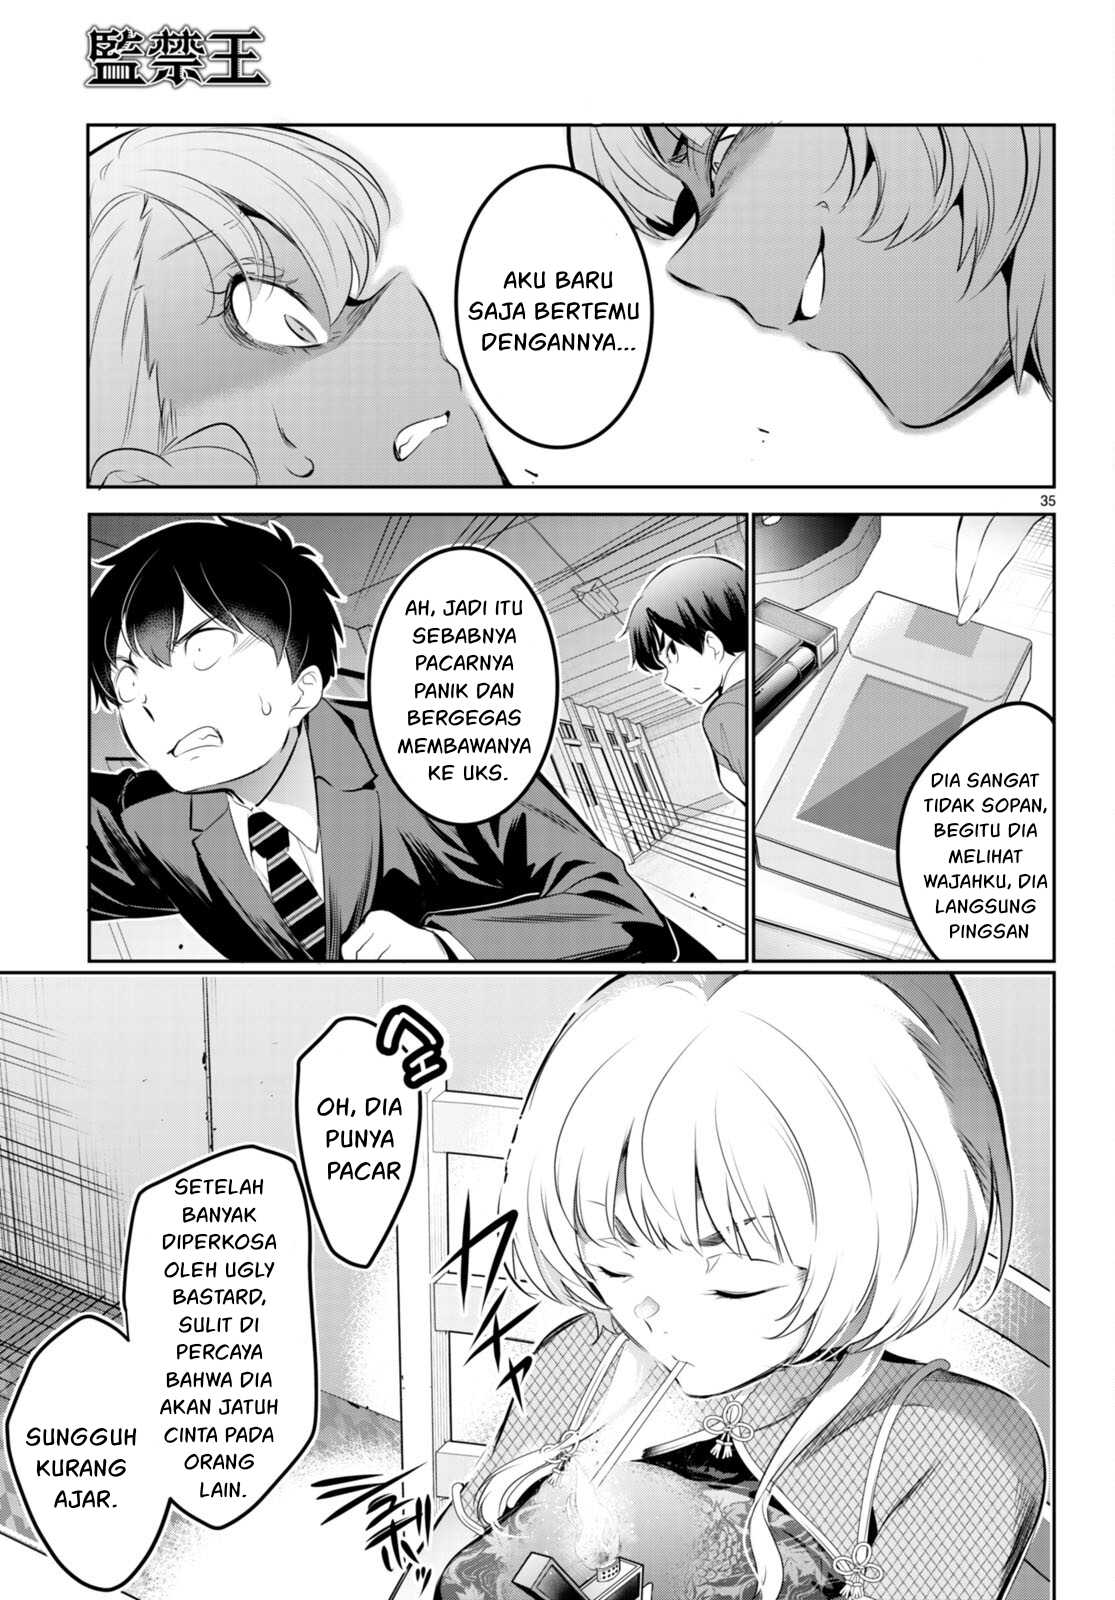 監禁王
AKU BARU
SAJA BERTEMU
DENGANNYA...
35
DIA SANGAT
TIDAK SOPAN,
BEGITU DIA
MELIHAT
WAJAHKU, DIA
LANGSUNG
PINGSAN
AH, JADI ITU
SEBABNYA
PACARNYA
PANIK DAN
BERGEGAS
MEMBAWANYA
KE UKS.
へェ
OH, DIA
PUNYA
PACAR
SETELAH
BANYAK
DIPERKOSA
OLEH UGLY
BASTARD,
SULIT DI
PERCAYA
BAHWA DIA
AKAN JATUH
CINTA PADA
ORANG
LAIN.
SUNGGUH
KURANG
AJAR.